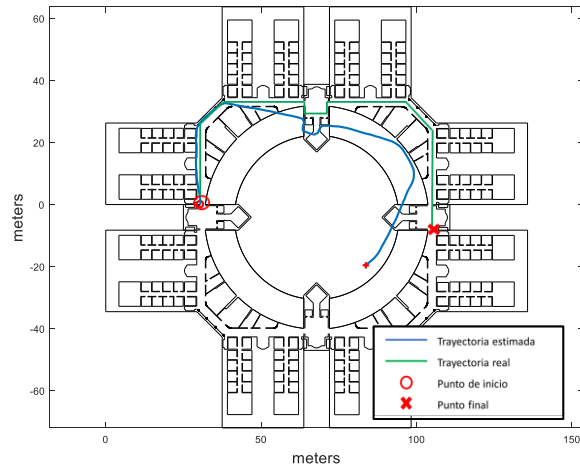 60
40
20
0
-20
-40
-60
meters
0
50
100
150
meters
Trayectoria estimada
Trayectoria real
Punto de inicio
Punto final